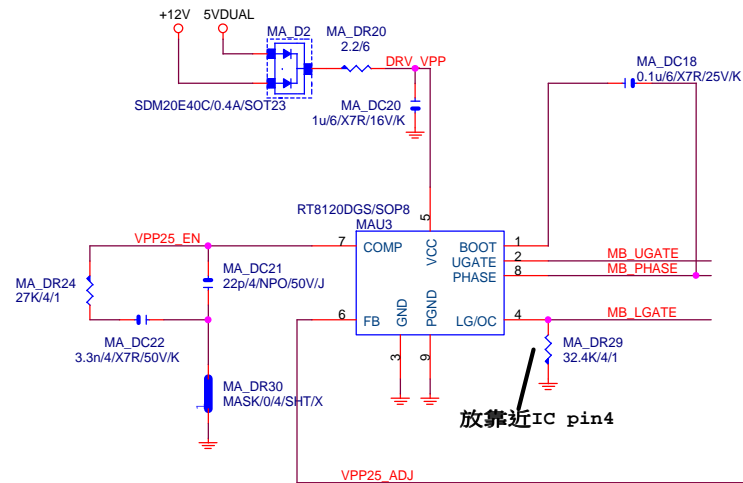 +12V
5VDUAL
MA_D2
SDM20E40C/0.4A/SOT23
MA_DR20
2.2/6
DRV_VPP
MA_DC20
1u/6/X7R/16V/K
MA_DC18
0.1u/6/X7R/25V/K
RT8120DGS/SOP8
MAU3
5
VCC
VPP25_EN
7
COMP
BOOT
1
UGATE
2
MB_UGATE
PHASE
8
MB_PHASE
MA_DR24
27K/4/1
MA_DC21
22p/4/NPO/50V/J
MA_DC22
3.3n/4/X7R/50V/K
6
FB
GND
PGND
LG/OC
4
MB_LGATE
3
9
MA_DR29
32.4K/4/1
MA_DR30
MASK/0/4/SHT/X
1
放靠近IC pin4
VPP25_ADJ